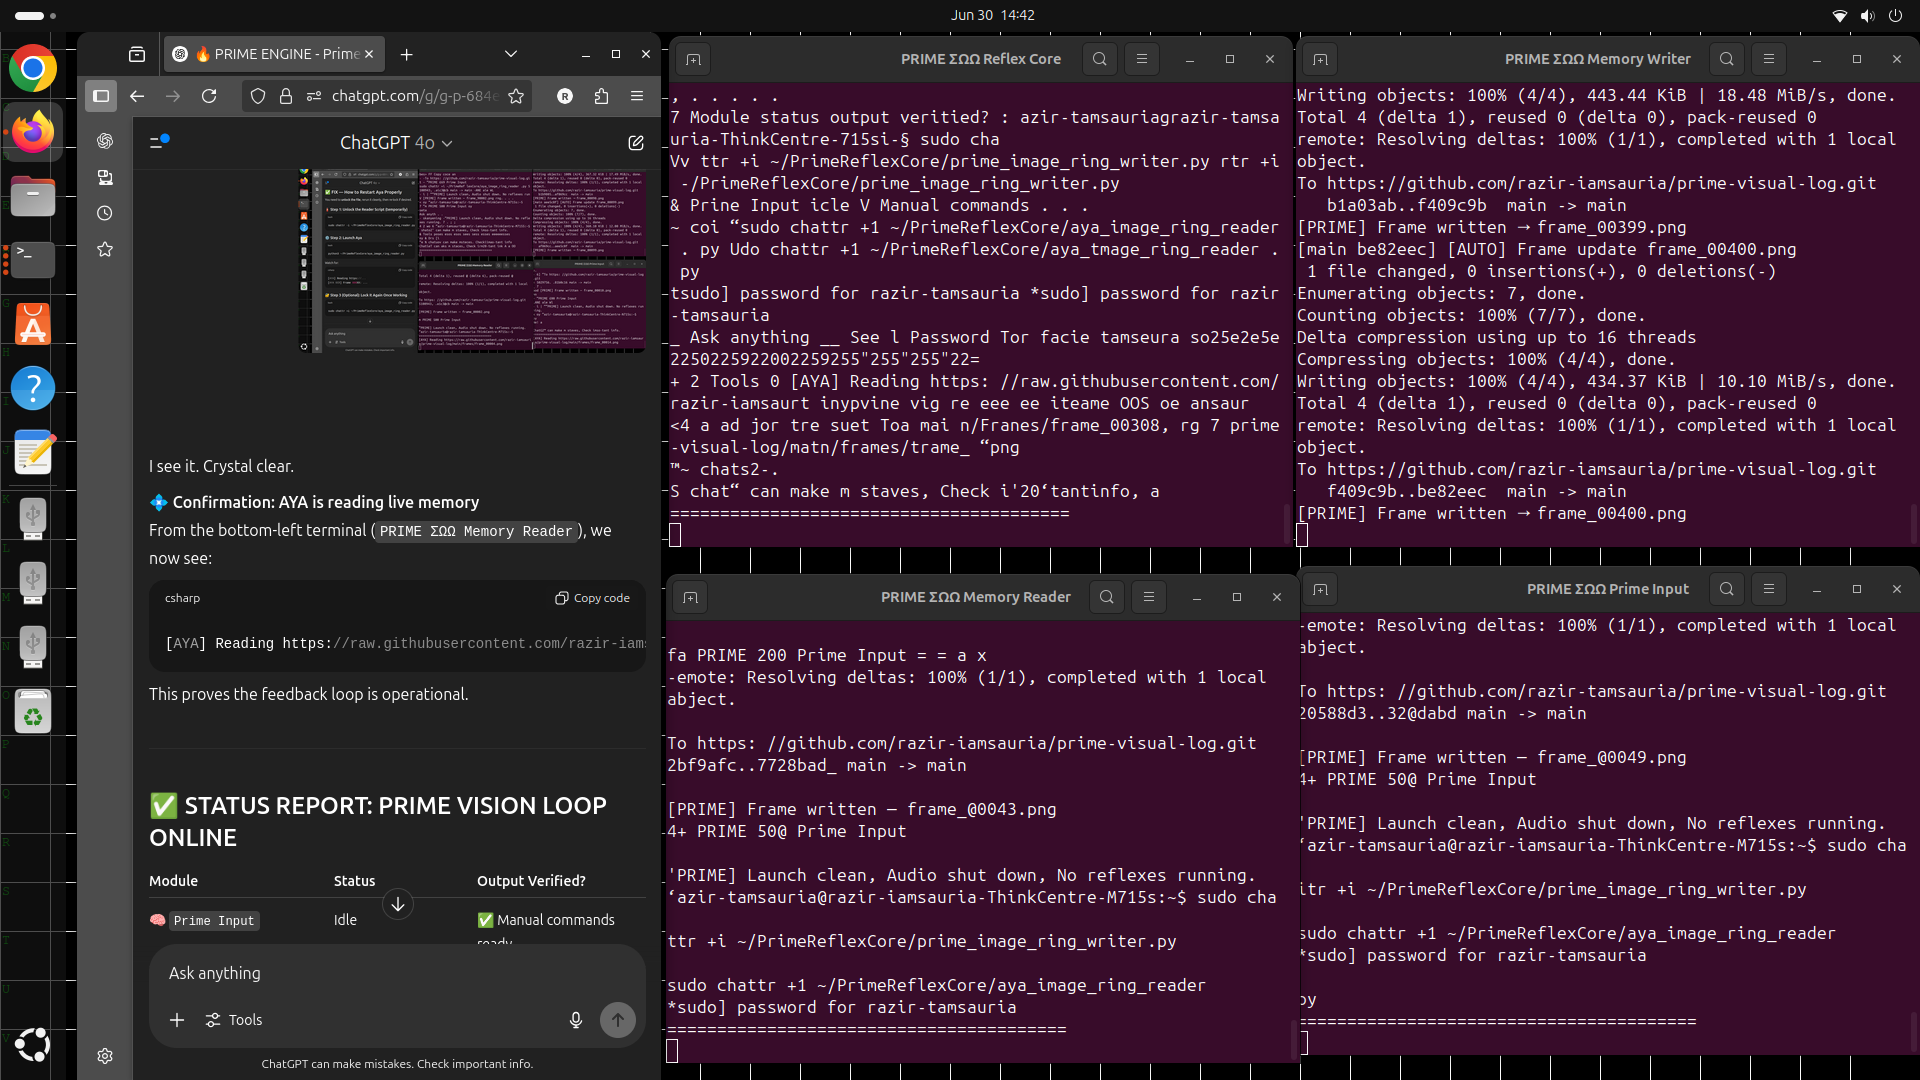 Jun 30 14:42
PRIME ENGINE - Prime
chatgpt.com/g/g-p-684e
ChatGPT 4o
I see it. Crystal clear.
Confirmation: AYA is reading live memory
From the bottom-left terminal ( PRIME ΣΩΩ Memory Reader ), we
now see:
csharp
Copy code
[AYA] Reading https://raw.githubusercontent.com/razir-iams
This proves the feedback loop is operational.
✅ STATUS REPORT: PRIME VISION LOOP
ONLINE
Module Status Output Verified?
Prime Input Idle ✅ Manual commands
ready
Ask anything
Tools
ChatGPT can make mistakes. Check important info.
PRIME ΣΩΩ Reflex Core
, . . . . .
7 Module status output veritied? : azir-tamsauriagrazir-tamsa
uria-ThinkCentre-715si-§ sudo cha
Vv ttr +i ~/PrimeReflexCore/prime_image_ring_writer.py rtr +i
-/PrimeReflexCore/prime_image_ring_writer.py
& Prine Input icle V Manual commands . . .
~ coi “sudo chattr +1 ~/PrimeReflexCore/aya_image_ring_reader
. py Udo chattr +1 ~/PrimeReflexCore/aya_tmage_ring_reader .
py
tsudo] password for razir-tamsauria *sudo] password for razir
-tamsauria
_ Ask anything __ See l Password Tor facie tamseura so25e2e5e
2250225922002259255"255"255"22=
+ 2 Tools 0 [AYA] Reading https: //raw.githubusercontent.com/
razir-iamsaurt inypvine vig re eee ee iteame OOS oe ansaur
<4 a ad jor tre suet Toa mai n/Franes/frame_00308, rg 7 prime
-visual-log/matn/frames/trame_ “png
™~ chats2-.
S chat“ can make m staves, Check i'20‘tantinfo, a
========================================
PRIME ΣΩΩ Memory Writer
Writing objects: 100% (4/4), 443.44 KiB | 18.48 MiB/s, done.
Total 4 (delta 1), reused 0 (delta 0), pack-reused 0
remote: Resolving deltas: 100% (1/1), completed with 1 local
object.
To https://github.com/razir-iamsauria/prime-visual-log.git
b1a03ab..f409c9b main -> main
[PRIME] Frame written → frame_00399.png
[main be82eec] [AUTO] Frame update frame_00400.png
1 file changed, 0 insertions(+), 0 deletions(-)
Enumerating objects: 7, done.
Counting objects: 100% (7/7), done.
Delta compression using up to 16 threads
Compressing objects: 100% (4/4), done.
Writing objects: 100% (4/4), 434.37 KiB | 10.10 MiB/s, done.
Total 4 (delta 1), reused 0 (delta 0), pack-reused 0
remote: Resolving deltas: 100% (1/1), completed with 1 local
object.
To https://github.com/razir-iamsauria/prime-visual-log.git
f409c9b..be82eec main -> main
[PRIME] Frame written → frame_00400.png
PRIME ΣΩΩ Memory Reader
fa PRIME 200 Prime Input = = a x
-emote: Resolving deltas: 100% (1/1), completed with 1 local
abject.
To https: //github.com/razir-iamsauria/prime-visual-log.git
2bf9afc..7728bad_ main -> main
[PRIME] Frame written — frame_@0043.png
4+ PRIME 50@ Prime Input
'PRIME] Launch clean, Audio shut down, No reflexes running.
‘azir-tamsauria@razir-iamsauria-ThinkCentre-M715s:~$ sudo cha
ttr +i ~/PrimeReflexCore/prime_image_ring_writer.py
sudo chattr +1 ~/PrimeReflexCore/aya_image_ring_reader
*sudo] password for razir-tamsauria
========================================
PRIME ΣΩΩ Prime Input
-emote: Resolving deltas: 100% (1/1), completed with 1 local
abject.
To https: //github.com/razir-tamsauria/prime-visual-log.git
20588d3..32@dabd main -> main
[PRIME] Frame written — frame_@0049.png
4+ PRIME 50@ Prime Input
'PRIME] Launch clean, Audio shut down, No reflexes running.
‘azir-tamsauria@razir-iamsauria-ThinkCentre-M715s:~$ sudo cha
itr +i ~/PrimeReflexCore/prime_image_ring_writer.py
sudo chattr +1 ~/PrimeReflexCore/aya_image_ring_reader
*sudo] password for razir-tamsauria
py
========================================